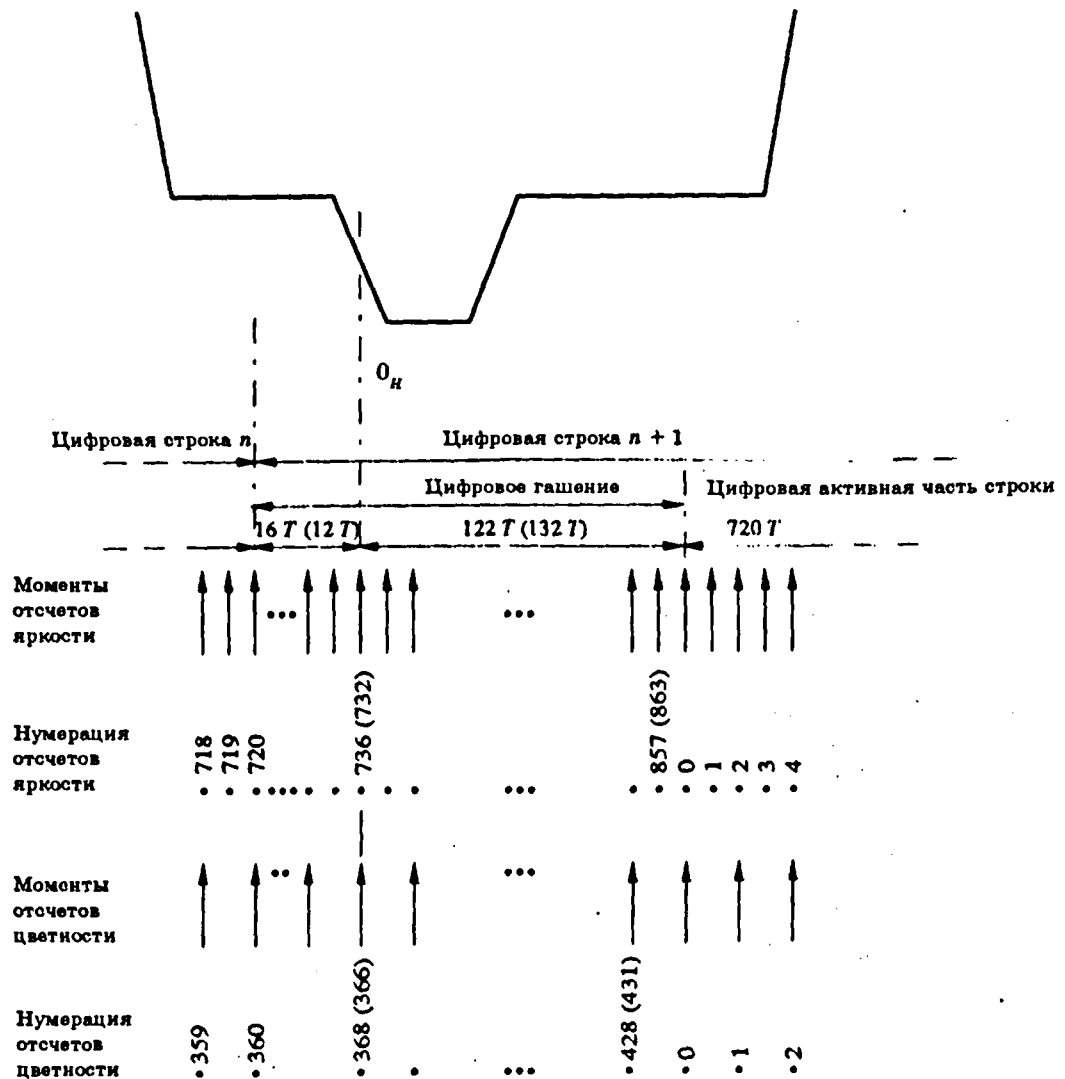 0H
Цифровая строка n
Цифровая строка n + 1
Цифровое гашение
Цифровая активная часть строки
16 T (12 T)
122 T (132 T)
720 T
Моменты
отсчетов
яркости
...
...
Нумерация
отсчетов
яркости
718
719
720
736 (732)
857 (863)
0
1
2
3
4
Моменты
отсчетов
цветности
Нумерация
отсчетов
цветности
359
360
368 (366)
428 (431)
0
1
2